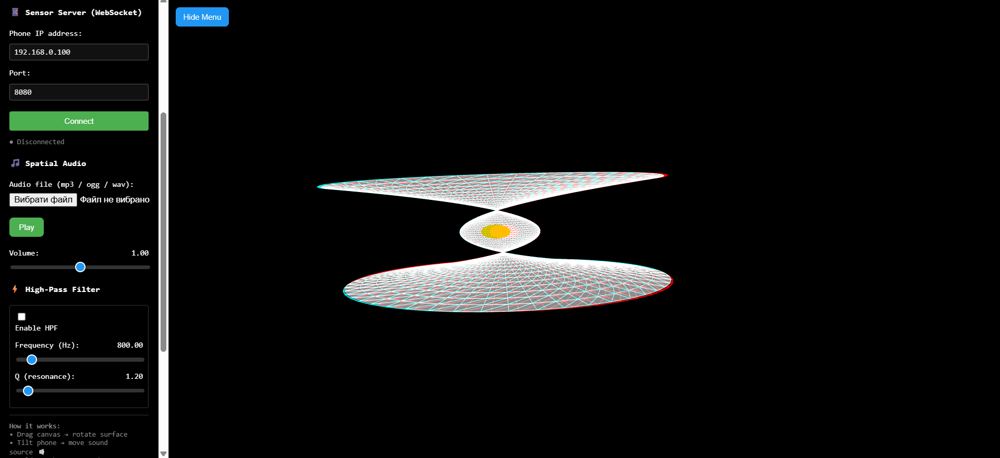 Sensor Server (WebSocket)
Hide Menu
Phone IP address:
192.168.0.100
Port:
8080
Connect
● Disconnected
Spatial Audio
Audio file (mp3 / ogg / wav):
Вибрати файл Файл не вибрано
Play
Volume: 1.00
High-Pass Filter
Enable HPF
Frequency (Hz): 800.00
Q (resonance): 1.20
How it works:
• Drag canvas → rotate surface
• Tilt phone → move sound
source